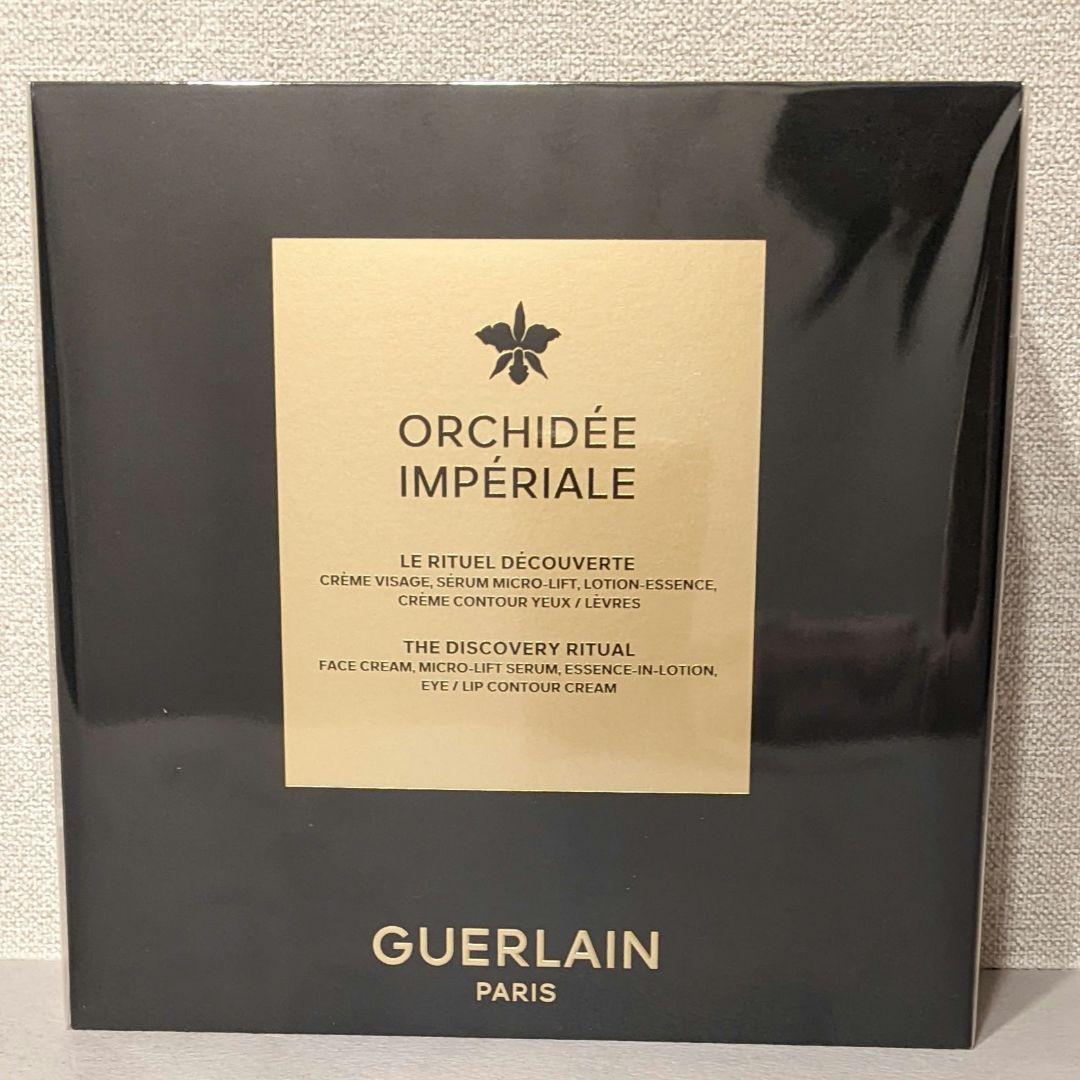 ORCHIDÉE
IMPÉRIALE
LE RITUEL DÉCOUVERTE
CRÈME VISAGE, SÉRUM MICRO-LIFT, LOTION-ESSENCE,
CRÈME CONTOUR YEUX / LÈVRES
THE DISCOVERY RITUAL
FACE CREAM, MICRO-LIFT SERUM, ESSENCE-IN-LOTION,
EYE / LIP CONTOUR CREAM
GUERLAIN
PARIS